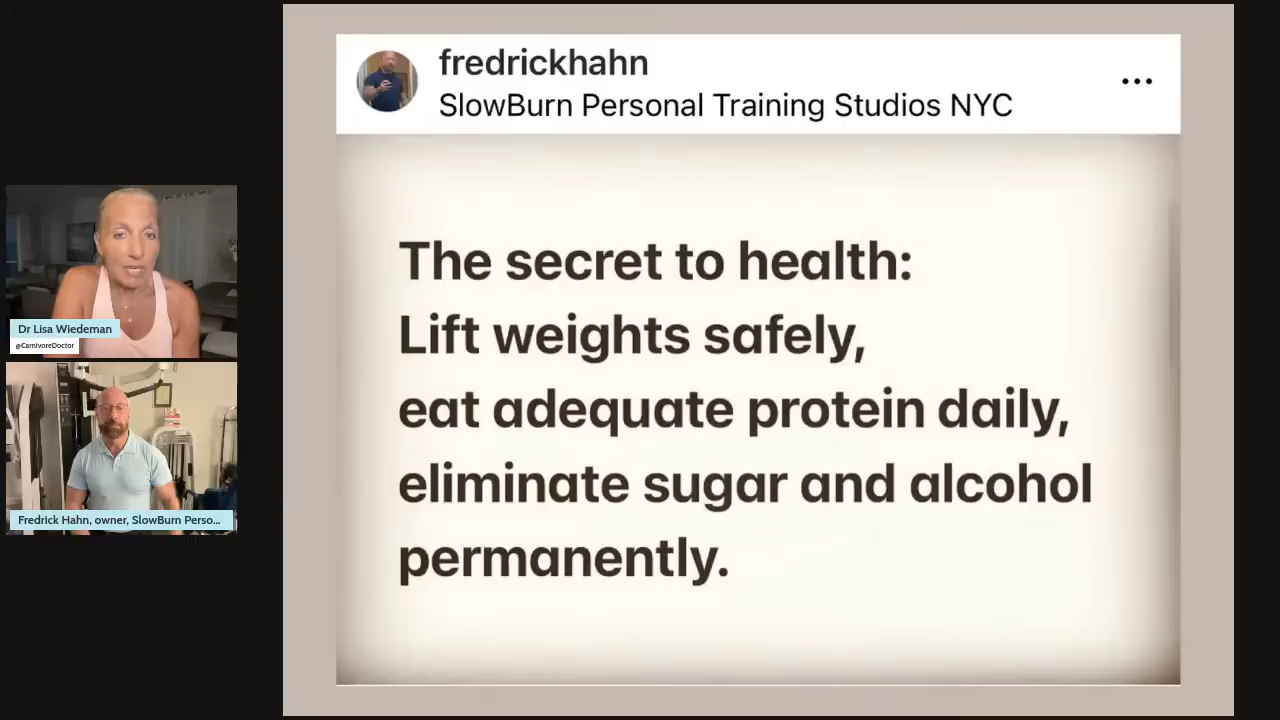 fredrickhahn
SlowBurn Personal Training Studios NYC
The secret to health:
Lift weights safely,
eat adequate protein daily,
eliminate sugar and alcohol
permanently.
Dr Lisa Wiedeman
@CarnivoreDoctor
Fredrick Hahn, owner, SlowBurn Perso...